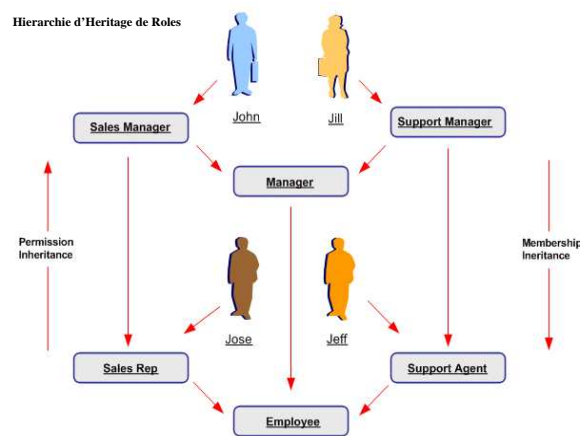 Hierarchie d'Heritage de Roles
John
Jill
Sales Manager
Support Manager
Manager
Permission
Inheritance
Membership
Ineritance
Jose
Jeff
Sales Rep
Support Agent
Employee